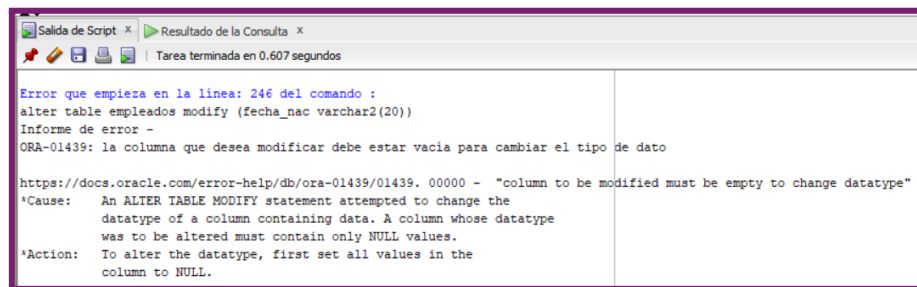 Salida de Script x Resultado de la Consulta x
Tarea terminada en 0.607 segundos
Error que empieza en la línea: 246 del comando :
alter table empleados modify (fecha_nac varchar2(20))
Informe de error -
ORA-01439: la columna que desea modificar debe estar vacía para cambiar el tipo de dato
https://docs.oracle.com/error-help/db/ora-01439/01439. 00000 - "column to be modified must be empty to change datatype"
*Cause: An ALTER TABLE MODIFY statement attempted to change the
datatype of a column containing data. A column whose datatype
was to be altered must contain only NULL values.
*Action: To alter the datatype, first set all values in the
column to NULL.